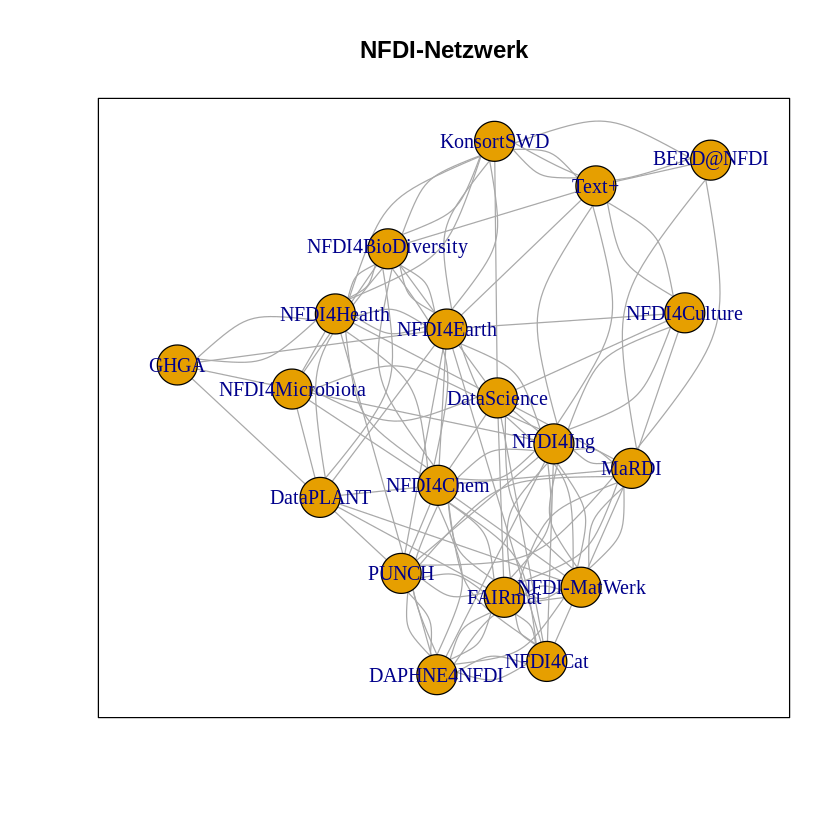 NFDI-Netzwerk
KonsortSWD
BERD@NFDI
Text+
NFDI4BioDiversity
NFDI4Health
NFDI4Culture
NFDI4Earth
GHGA
NFDI4Microbiota
DataScience
NFDI4Ing
MaRDI
NFDI4Chem
DataPLANT
PUNCH
NFDI-MatWerk
FAIRmat
NFDI4Cat
DAPHNE4NFDI